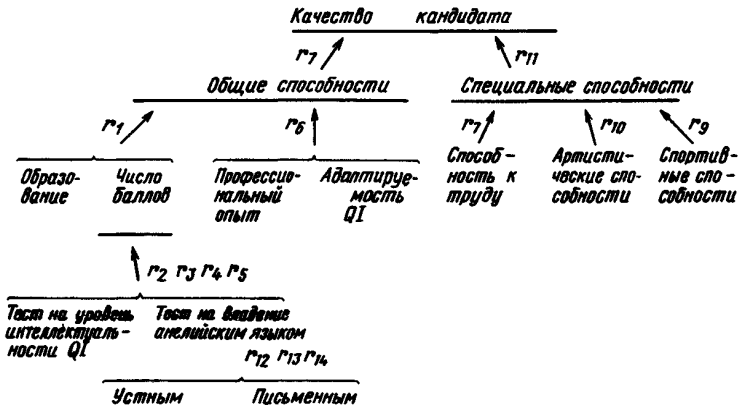 Качество кандидата
r7 r11
Общие способности Специальные способности
r1 r6 r7 r10 r9
Образо- Число Профессио- Адаптируе- Способ- Артисти- Спортив-
вание баллов нальный мость ность к ческие спо- ные спо-
опыт QI труду собности собности
r2 r3 r4 r5
Тест на уровень Тест на владение
интеллектуаль- английским языком
ности QI
r12 r13 r14
Устным Письменным